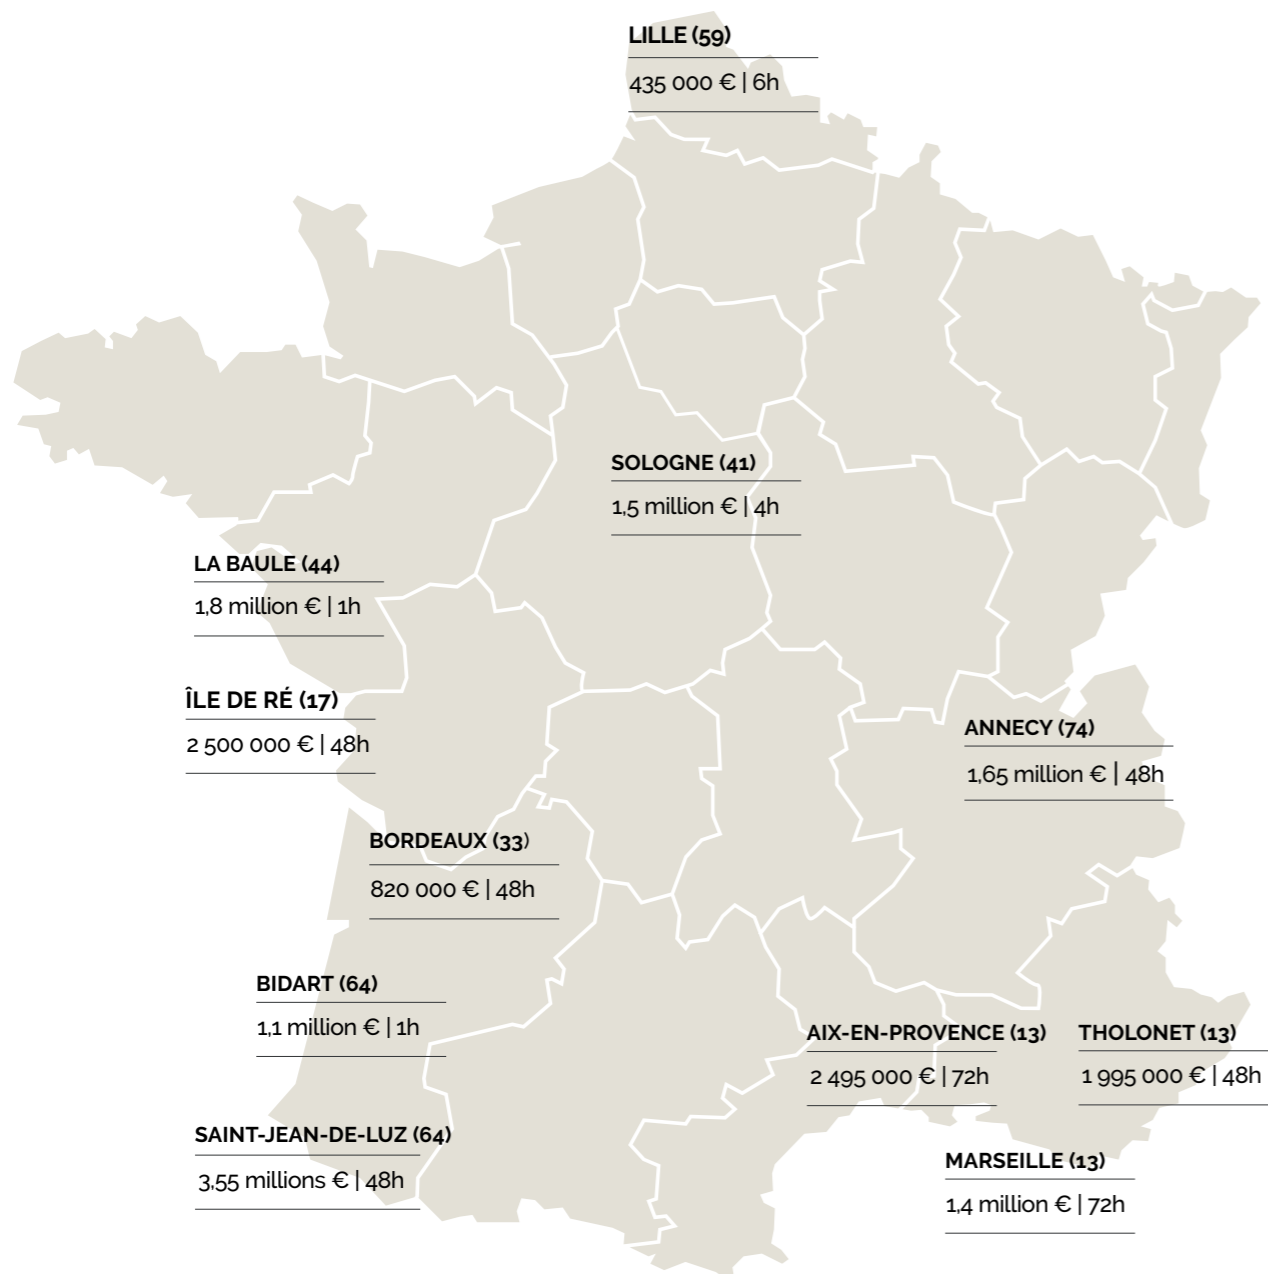 LILLE (59)
435 000 € | 6h
SOLOGNE (41)
1,5 million € | 4h
LA BAULE (44)
1,8 million € | 1h
ÎLE DE RÉ (17)
2 500 000 € | 48h
ANNECY (74)
1,65 million € | 48h
BORDEAUX (33)
820 000 € | 48h
BIDART (64)
1,1 million € | 1h
AIX-EN-PROVENCE (13)
2 495 000 € | 72h
THOLONET (13)
1 995 000 € | 48h
SAINT-JEAN-DE-LUZ (64)
3,55 millions € | 48h
MARSEILLE (13)
1,4 million € | 72h